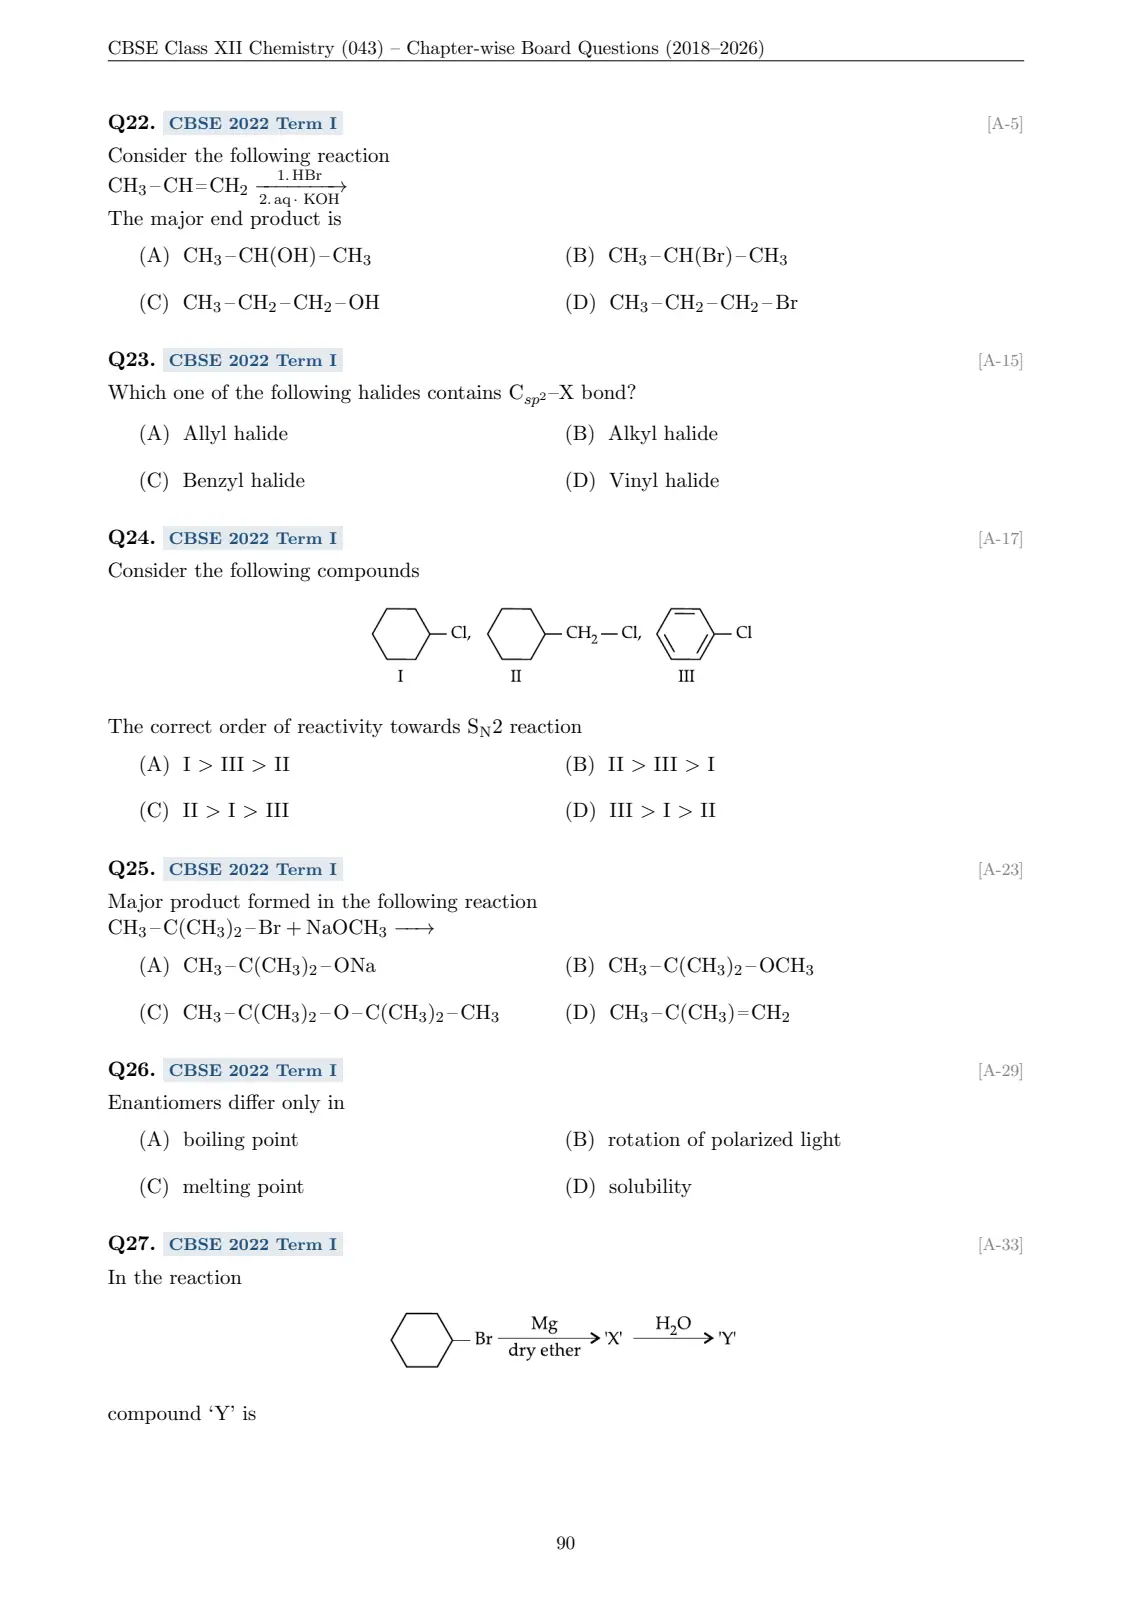 CBSE Class XII Chemistry (043) – Chapter-wise Board Questions (2018–2026)
Q22. CBSE 2022 Term I [A-5]
Consider the following reaction
CH₃–CH=CH₂ 1. HBr 2. aq · KOH ⟶
The major end product is
(A) CH₃–CH(OH)–CH₃ (B) CH₃–CH(Br)–CH₃
(C) CH₃–CH₂–CH₂–OH (D) CH₃–CH₂–CH₂–Br
Q23. CBSE 2022 Term I [A-15]
Which one of the following halides contains C_sp²–X bond?
(A) Allyl halide (B) Alkyl halide
(C) Benzyl halide (D) Vinyl halide
Q24. CBSE 2022 Term I [A-17]
Consider the following compounds
Cl, CH₂–Cl, Cl
I II III
The correct order of reactivity towards S_N2 reaction
(A) I > III > II (B) II > III > I
(C) II > I > III (D) III > I > II
Q25. CBSE 2022 Term I [A-23]
Major product formed in the following reaction
CH₃–C(CH₃)₂–Br + NaOCH₃ ⟶
(A) CH₃–C(CH₃)₂–ONa (B) CH₃–C(CH₃)₂–OCH₃
(C) CH₃–C(CH₃)₂–O–C(CH₃)₂–CH₃ (D) CH₃–C(CH₃)=CH₂
Q26. CBSE 2022 Term I [A-29]
Enantiomers differ only in
(A) boiling point (B) rotation of polarized light
(C) melting point (D) solubility
Q27. CBSE 2022 Term I [A-33]
In the reaction
Br Mg dry ether ⟶ 'X' H₂O ⟶ 'Y'
compound ‘Y’ is
90